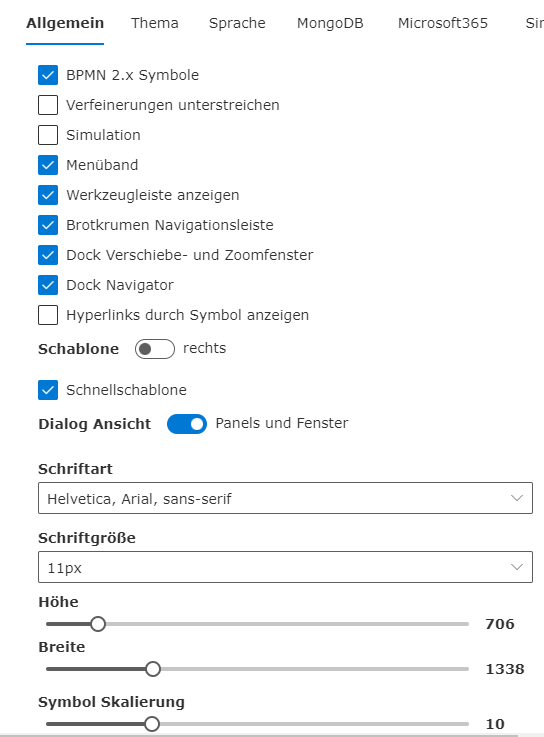 Allgemein Thema Sprache MongoDB Microsoft365
BPMN 2.x Symbole
Verfeinerungen unterstreichen
Simulation
Menüband
Werkzeugleiste anzeigen
Brotkrumen Navigationsleiste
Dock Verschiebe- und Zoomfenster
Dock Navigator
Hyperlinks durch Symbol anzeigen
Schablone rechts
Schnellschablone
Dialog Ansicht Panels und Fenster
Schriftart
Helvetica, Arial, sans-serif
Schriftgröße
11px
Höhe
706
Breite
1338
Symbol Skalierung
10